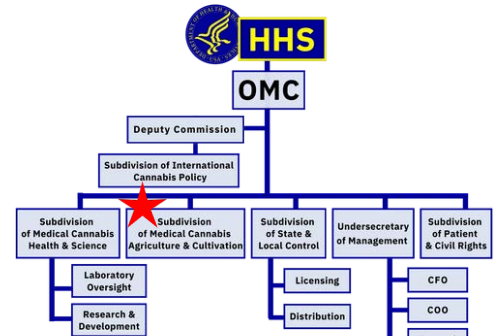 HHS
OMC
Deputy Commission
Subdivision of International
Cannabis Policy
Subdivision
of Medical Cannabis
Health & Science
Subdivision
of Medical Cannabis
Agriculture & Cultivation
Subdivision
of State &
Local Control
Undersecretary
of Management
Subdivision
of Patient
& Civil Rights
Laboratory
Oversight
Research &
Development
Licensing
Distribution
CFO
COO